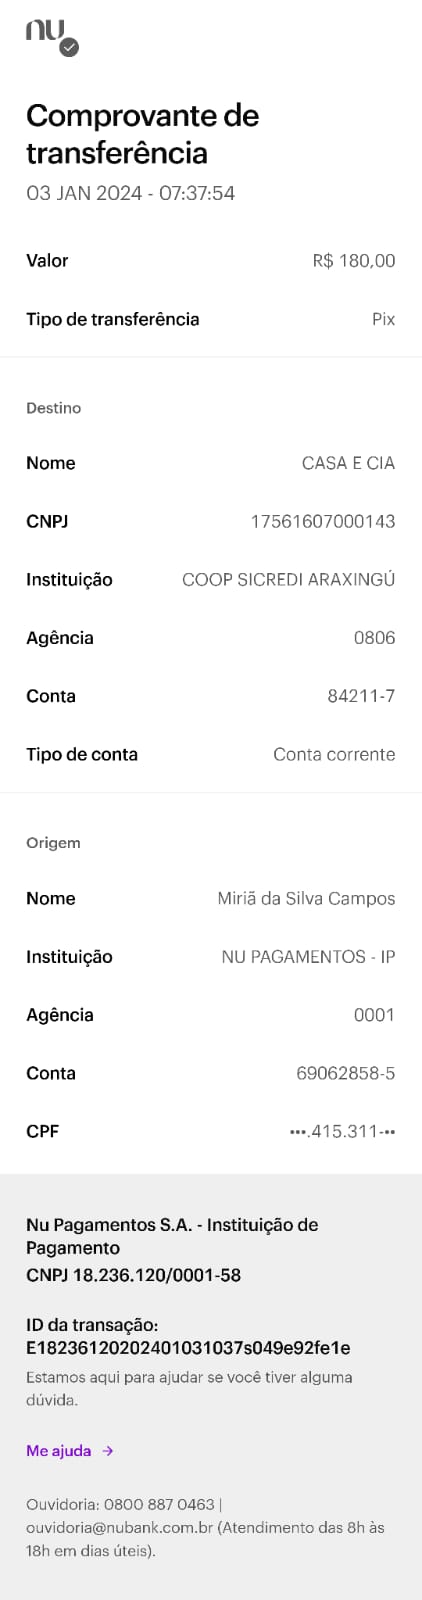 nu
Comprovante de
transferência
03 JAN 2024 - 07:37:54
Valor R$ 180,00
Tipo de transferência Pix
Destino
Nome CASA E CIA
CNPJ 17561607000143
Instituição COOP SICREDI ARAXINGÚ
Agência 0806
Conta 84211-7
Tipo de conta Conta corrente
Origem
Nome Miriã da Silva Campos
Instituição NU PAGAMENTOS - IP
Agência 0001
Conta 69062858-5
CPF •••.415.311-••
Nu Pagamentos S.A. - Instituição de
Pagamento
CNPJ 18.236.120/0001-58
ID da transação:
E18236120202401031037s049e92fe1e
Estamos aqui para ajudar se você tiver alguma
dúvida.
Me ajuda →
Ouvidoria: 0800 887 0463 |
ouvidoria@nubank.com.br (Atendimento das 8h às
18h em dias úteis).